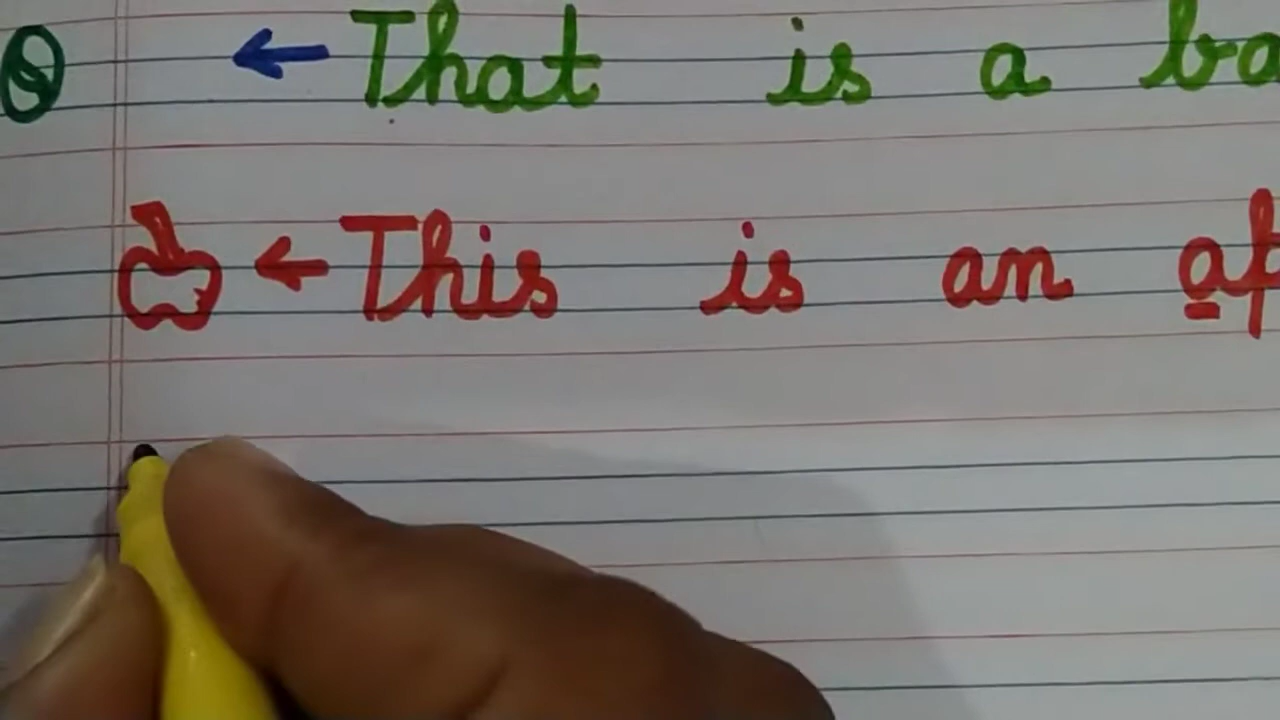 ← That is a
← This is an